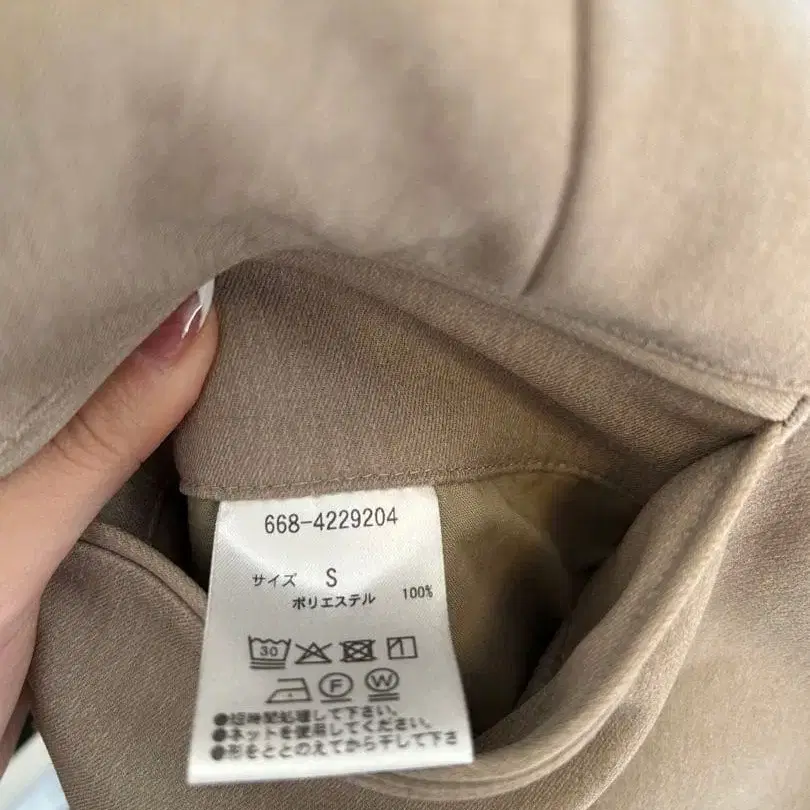 668-4229204
サイズ S
ポリエステル 100%
30
F W
●短時間処理して下さい。
●ネットを使用してください。
●形をととのえてから干して下さ